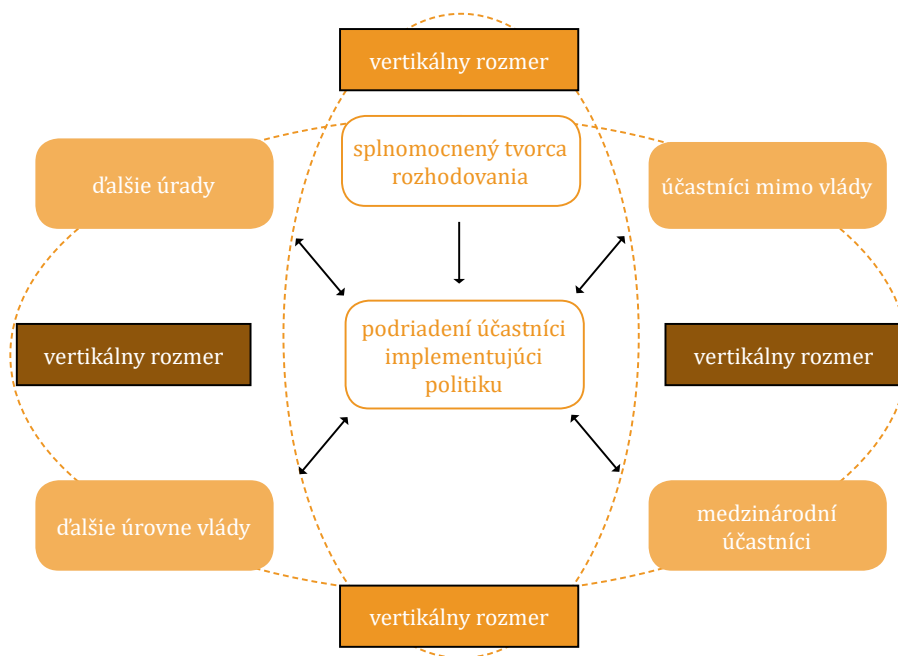 vertikálny rozmer
splnomocnený tvorca
rozhodovania
ďalšie úrady
účastníci mimo vlády
podriadení účastníci
implementujúci
politiku
vertikálny rozmer
vertikálny rozmer
ďalšie úrovne vlády
medzinárodní
účastníci
vertikálny rozmer